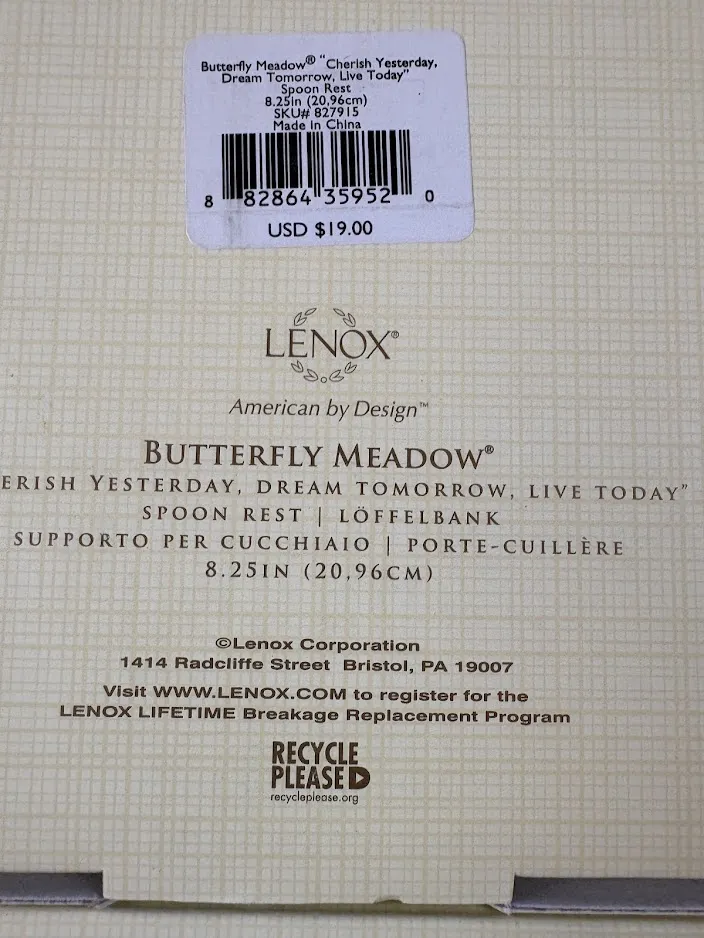 Butterfly Meadow® "Cherish Yesterday,
Dream Tomorrow, Live Today"
Spoon Rest
8.25in (20,96cm)
SKU# 827915
Made in China
8 82864 35952 0
USD $19.00
LENOX®
American by Design™
BUTTERFLY MEADOW®
ERISH YESTERDAY, DREAM TOMORROW, LIVE TODAY"
SPOON REST | LÖFFELBANK
SUPPORTO PER CUCCHIAIO | PORTE-CUILLÈRE
8.25IN (20,96CM)
©Lenox Corporation
1414 Radcliffe Street Bristol, PA 19007
Visit WWW.LENOX.COM to register for the
LENOX LIFETIME Breakage Replacement Program
RECYCLE
PLEASE
recycleplease.org